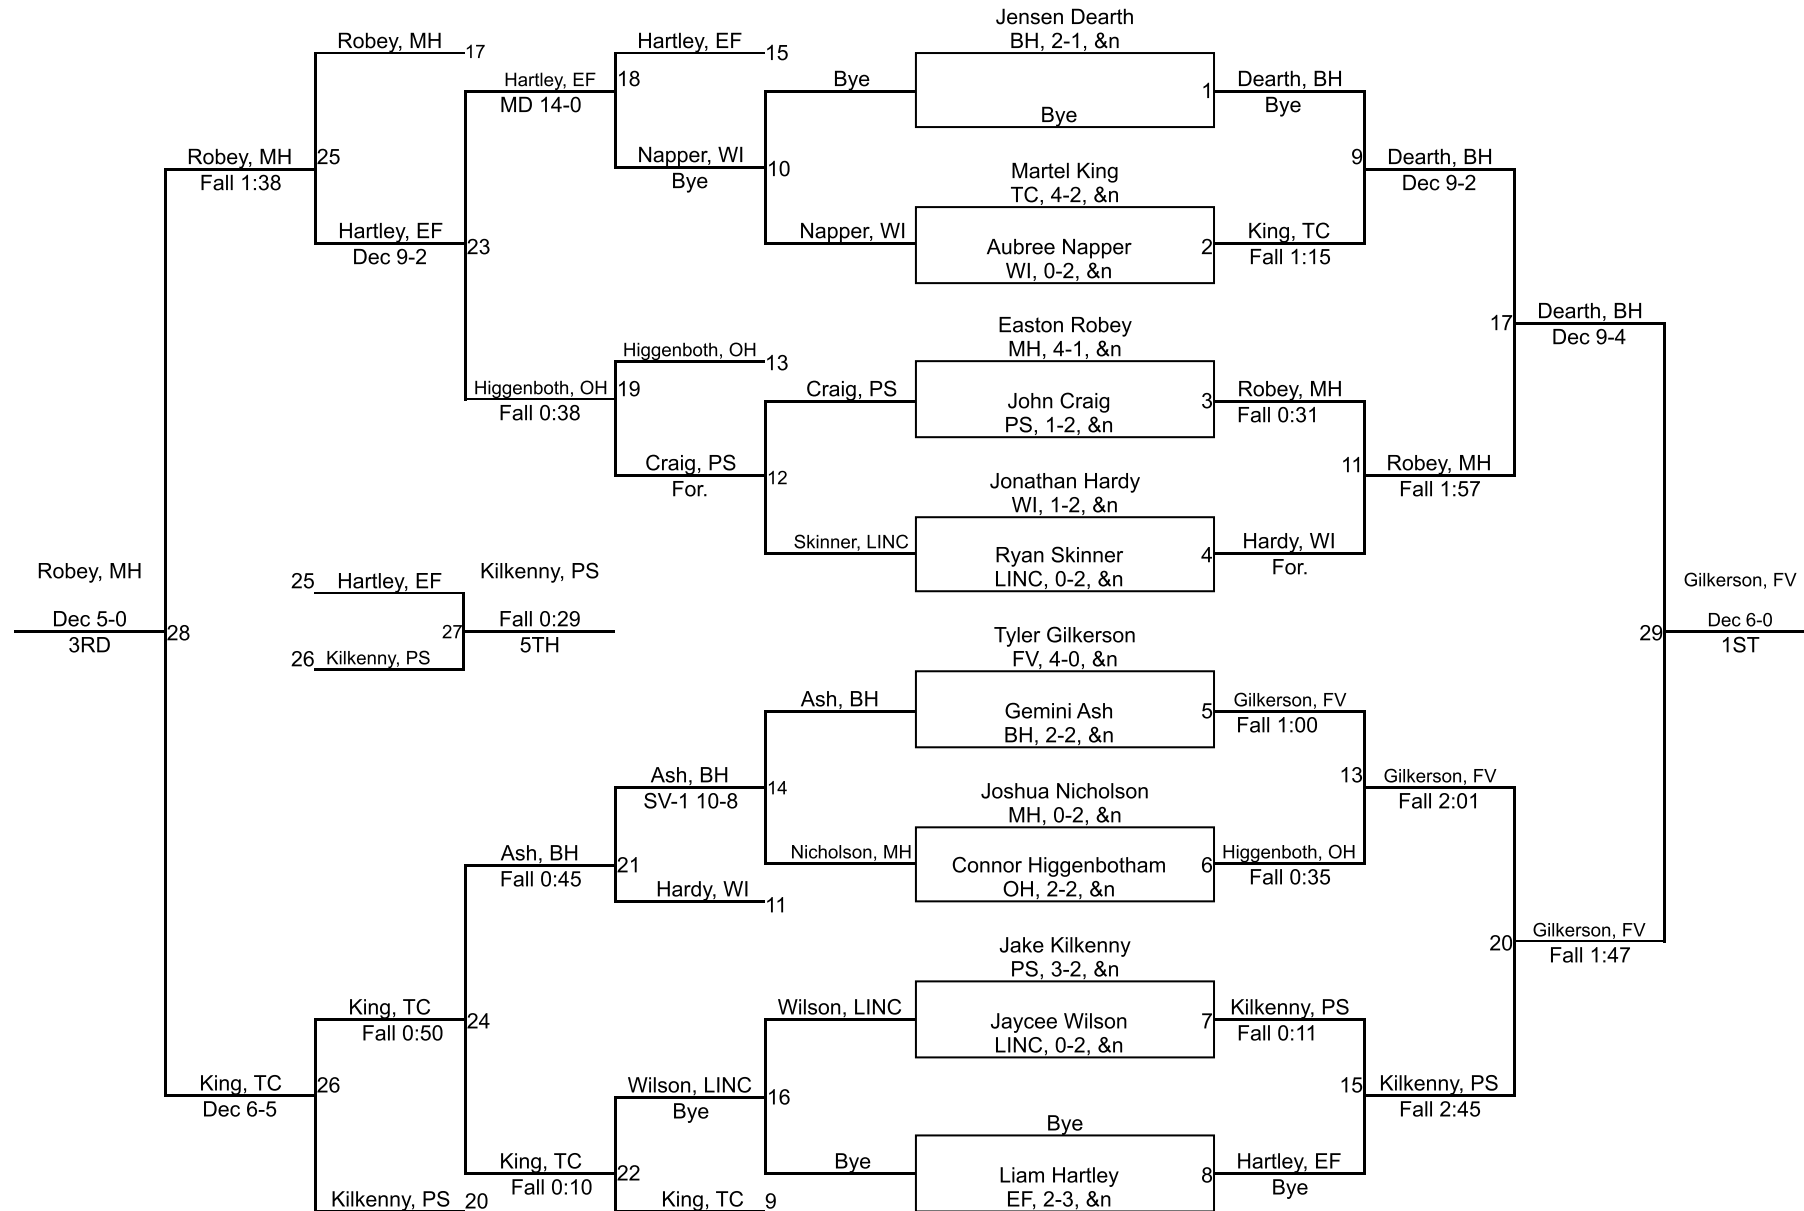 Jensen Dearth
BH, 2-1, &n
Robey, MH
17
Hartley, EF
15
Hartley, EF
18
MD 14-0
Bye
1
Dearth, BH
Bye
Bye
Robey, MH
25
Fall 1:38
Napper, WI
10
Bye
9
Dearth, BH
Dec 9-2
Martel King
TC, 4-2, &n
Hartley, EF
23
Dec 9-2
Napper, WI
Aubree Napper
WI, 0-2, &n
2
King, TC
Fall 1:15
17
Dearth, BH
Dec 9-4
Easton Robey
MH, 4-1, &n
Higgenboth, OH
13
Higgenboth, OH
19
Fall 0:38
Craig, PS
John Craig
PS, 1-2, &n
3
Robey, MH
Fall 0:31
Craig, PS
12
For.
11
Robey, MH
Fall 1:57
Jonathan Hardy
WI, 1-2, &n
Skinner, LINC
Ryan Skinner
LINC, 0-2, &n
4
Hardy, WI
For.
Robey, MH
Dec 5-0
3RD
28
25
Hartley, EF
27
26
Kilkenny, PS
Kilkenny, PS
Fall 0:29
5TH
29
Gilkerson, FV
Dec 6-0
1ST
Tyler Gilkerson
FV, 4-0, &n
Ash, BH
Gemini Ash
BH, 2-2, &n
5
Gilkerson, FV
Fall 1:00
Ash, BH
14
SV-1 10-8
13
Gilkerson, FV
Fall 2:01
Joshua Nicholson
MH, 0-2, &n
Ash, BH
21
Fall 0:45
Nicholson, MH
Connor Higgenbotham
OH, 2-2, &n
6
Higgenboth, OH
Fall 0:35
Hardy, WI
11
20
Gilkerson, FV
Fall 1:47
Jake Kilkenny
PS, 3-2, &n
King, TC
24
Fall 0:50
Wilson, LINC
Jaycee Wilson
LINC, 0-2, &n
7
Kilkenny, PS
Fall 0:11
King, TC
26
Dec 6-5
Wilson, LINC
16
Bye
15
Kilkenny, PS
Fall 2:45
Bye
King, TC
22
Fall 0:10
Bye
Liam Hartley
EF, 2-3, &n
8
Hartley, EF
Bye
Kilkenny, PS
20
King, TC
9